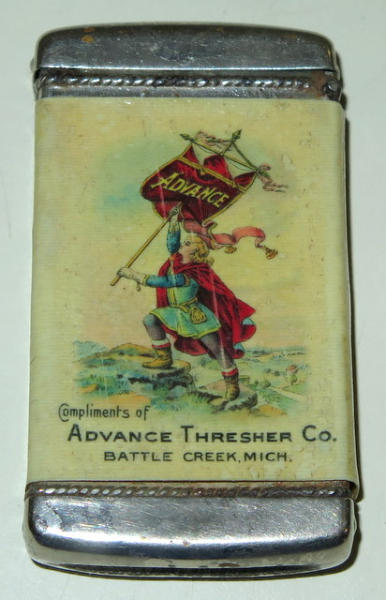 ADVANCE
Compliments of
ADVANCE THRESHER CO.
BATTLE CREEK, MICH.